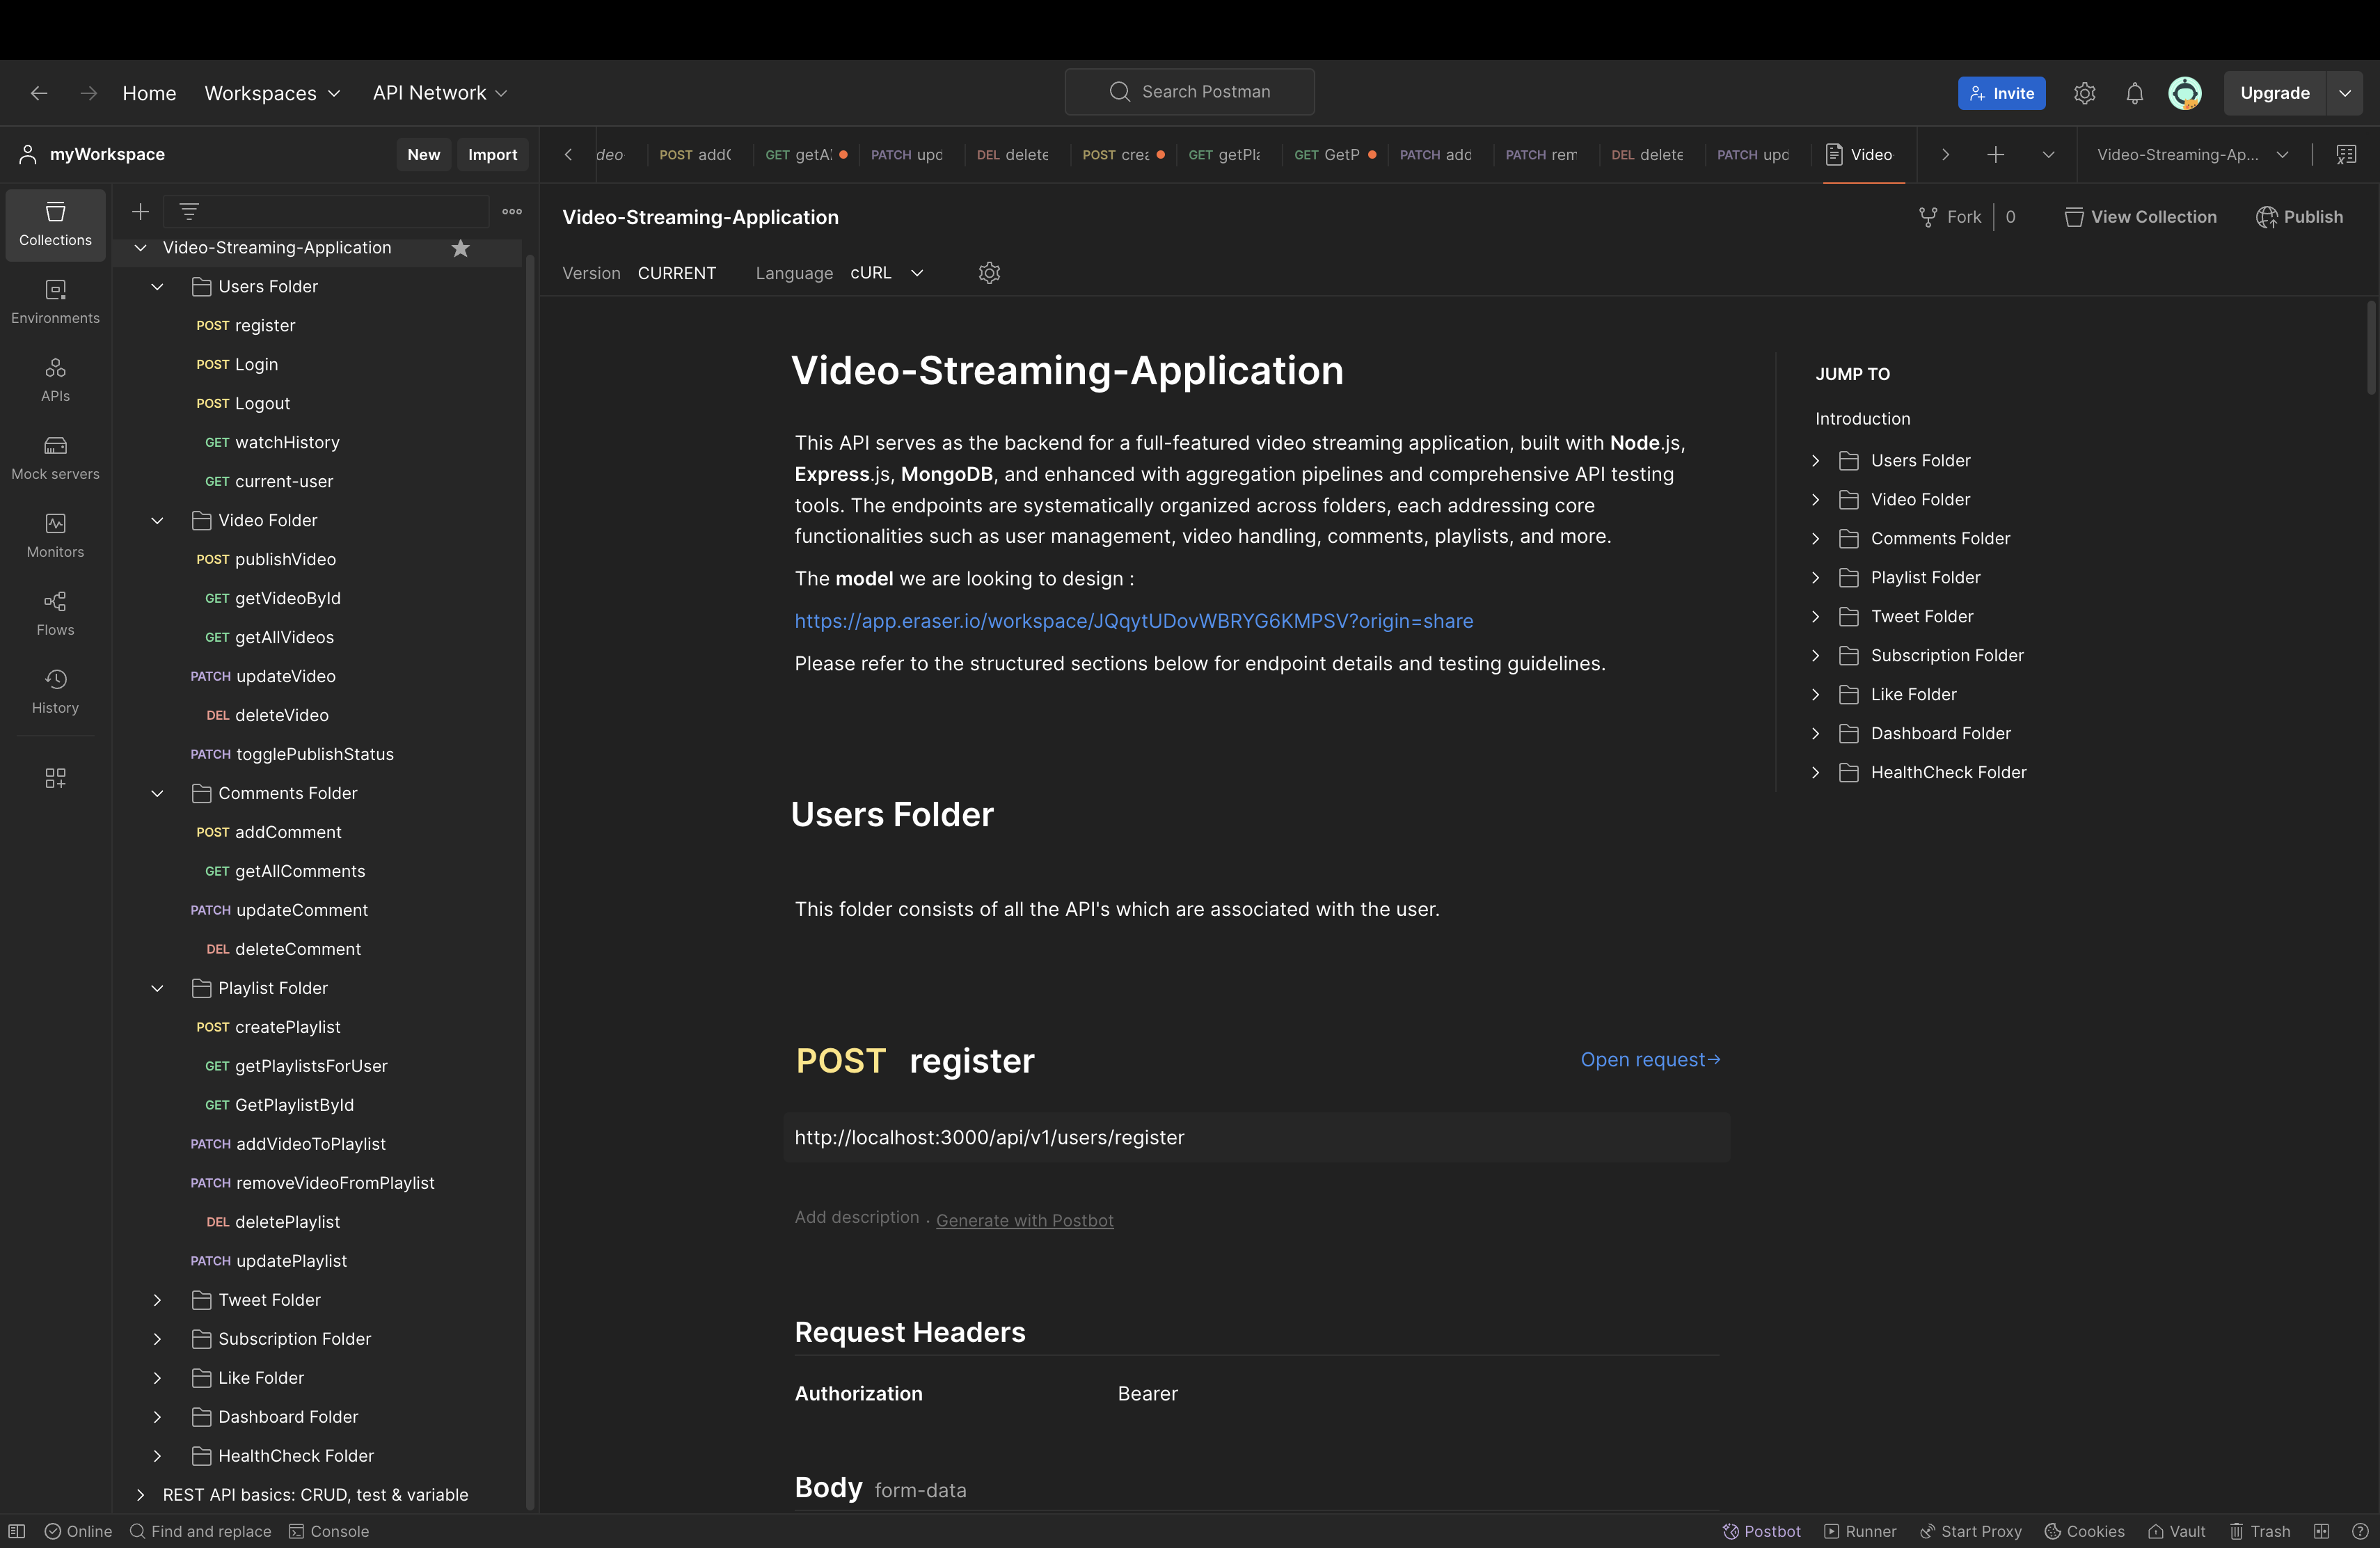 Home Workspaces API Network Search Postman Invite Upgrade
myWorkspace New Import
deo POST addC GET getA POST PATCH upd DEL delete POST crea GET getPla GET GetP PATCH add PATCH rem DEL delete PATCH upd Video Video-Streaming-Ap...
Collections
Environments
APIs
Mock servers
Monitors
Flows
History
Video-Streaming-Application
Users Folder
POST register
POST Login
POST Logout
GET watchHistory
GET current-user
Video Folder
POST publishVideo
GET getVideoById
GET getAllVideos
PATCH updateVideo
DEL deleteVideo
PATCH togglePublishStatus
Comments Folder
POST addComment
GET getAllComments
PATCH updateComment
DEL deleteComment
Playlist Folder
POST createPlaylist
GET getPlaylistsForUser
GET GetPlaylistById
PATCH addVideoToPlaylist
PATCH removeVideoFromPlaylist
DEL deletePlaylist
PATCH updatePlaylist
Tweet Folder
Subscription Folder
Like Folder
Dashboard Folder
HealthCheck Folder
REST API basics: CRUD, test & variable
Video-Streaming-Application Fork 0 View Collection Publish
Version CURRENT Language cURL
Video-Streaming-Application
This API serves as the backend for a full-featured video streaming application, built with Node.js,
Express.js, MongoDB, and enhanced with aggregation pipelines and comprehensive API testing
tools. The endpoints are systematically organized across folders, each addressing core
functionalities such as user management, video handling, comments, playlists, and more.
The model we are looking to design :
https://app.eraser.io/workspace/JQqytUDovWBRYG6KMPSV?origin=share
Please refer to the structured sections below for endpoint details and testing guidelines.
Users Folder
This folder consists of all the API's which are associated with the user.
POST register Open request→
http://localhost:3000/api/v1/users/register
Add description . Generate with Postbot
Request Headers
Authorization Bearer
Body form-data
JUMP TO
Introduction
Users Folder
Video Folder
Comments Folder
Playlist Folder
Tweet Folder
Subscription Folder
Like Folder
Dashboard Folder
HealthCheck Folder
Online Find and replace Console Postbot Runner Start Proxy Cookies Vault Trash